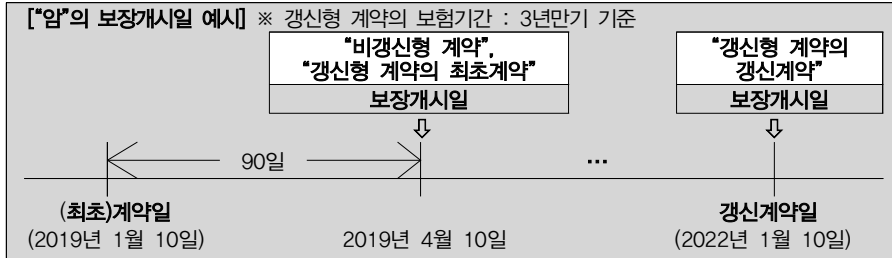 ["암"의 보장개시일 예시] ※ 갱신형 계약의 보험기간 : 3년만기 기준
"비갱신형 계약",
"갱신형 계약의 최초계약"
보장개시일
"갱신형 계약의
갱신계약"
보장개시일
90일
...
(최초)계약일
(2019년 1월 10일)
2019년 4월 10일
갱신계약일
(2022년 1월 10일)